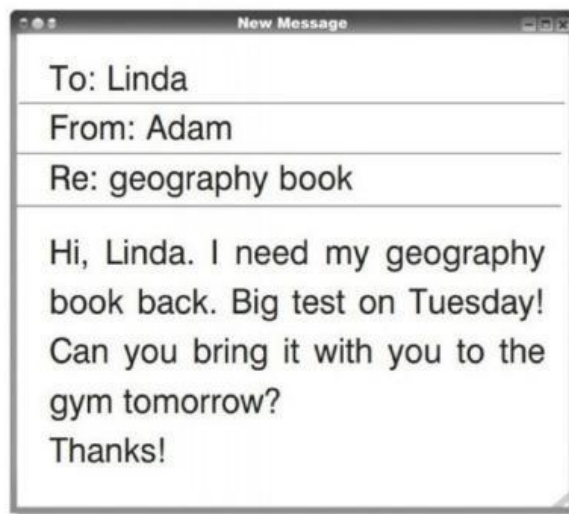 New Message
To: Linda
From: Adam
Re: geography book
Hi, Linda. I need my geography
book back. Big test on Tuesday!
Can you bring it with you to the
gym tomorrow?
Thanks!